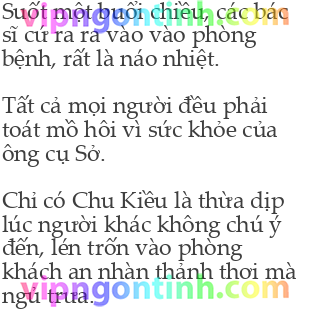 Suốt một buổi chiều, các bác
sĩ cứ ra ra vào vào phòng
bệnh, rất là náo nhiệt.
Tất cả mọi người đều phải
toát mồ hôi vì sức khỏe của
ông cụ Sở.
Chỉ có Chu Kiều là thừa dịp
lúc người khác không chú ý
đến, lén trốn vào phòng
khách an nhàn thảnh thơi mà
ngủ trưa.
vipngontinh.com
vipngontinh.com